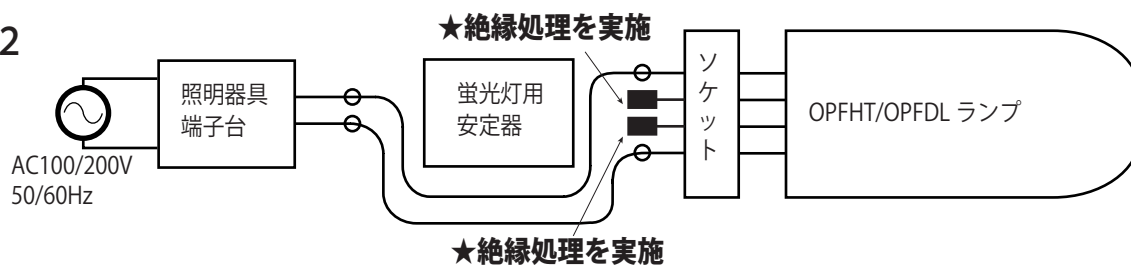 ★絶縁処理を実施
2
照明器具
端子台
蛍光灯用
安定器
ソケット
OPFHT/OPFDL ランプ
AC100/200V
50/60Hz
★絶縁処理を実施